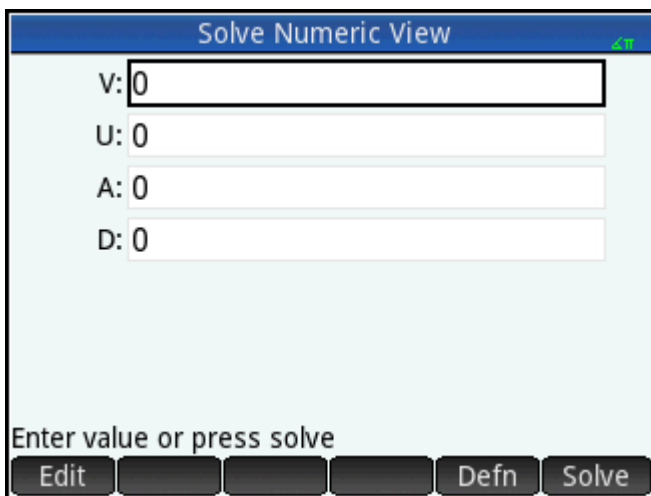 Solve Numeric View
∡π
V: 0
U: 0
A: 0
D: 0
Enter value or press solve
Edit Defn Solve